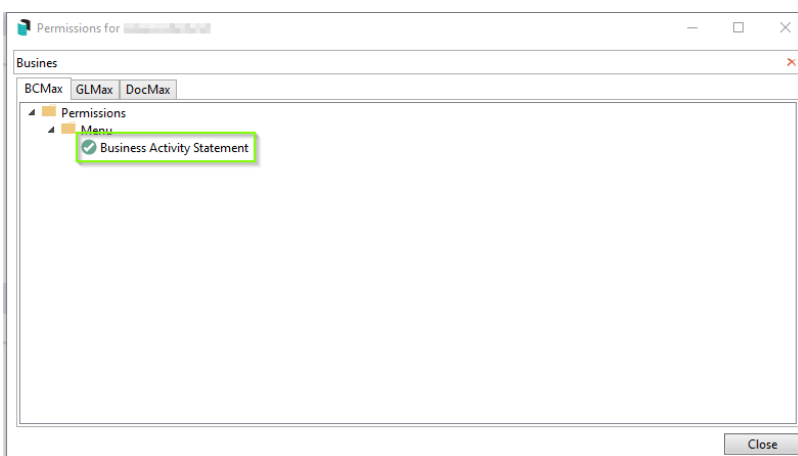 Permissions for
Busines
BCMax GLMax DocMax
Permissions
Menu
Business Activity Statement
Close